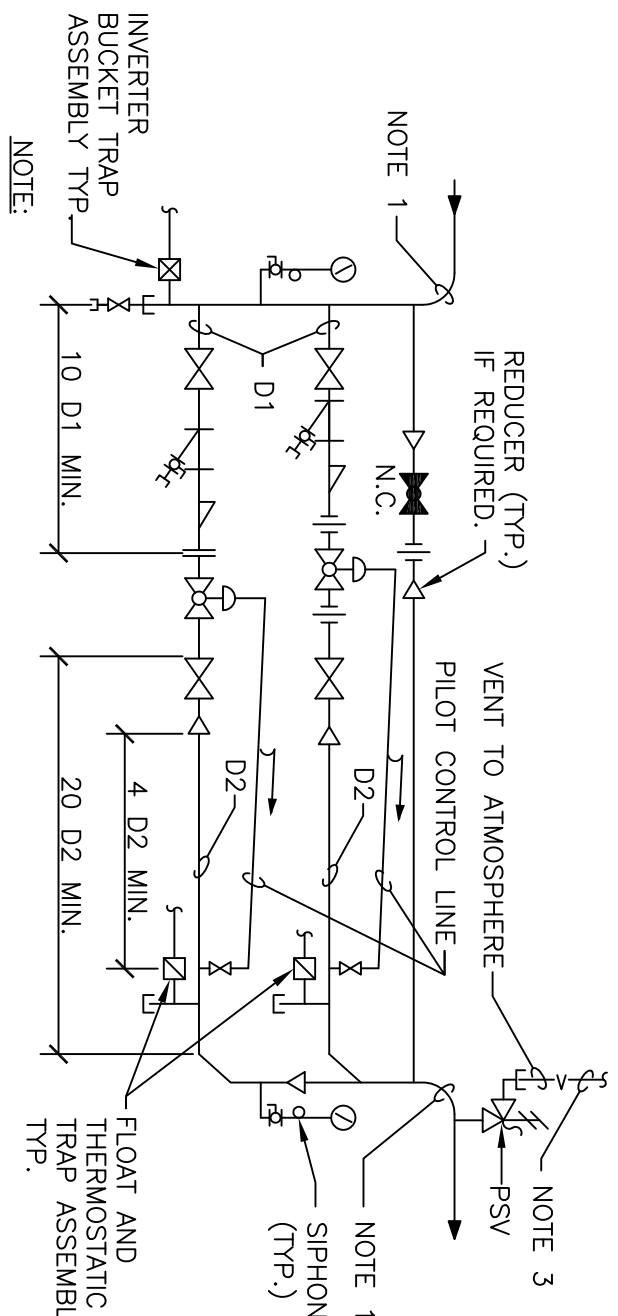 NOTE 3
VENT TO ATMOSPHERE
PSV
REDUCER (TYP.)
IF REQUIRED.
PILOT CONTROL LINE
NOTE 1
N.C.
NOTE 1
SIPHON
(TYP.)
D1
D2
D2
INVERTER
BUCKET TRAP
ASSEMBLY TYP.
10 D1 MIN.
4 D2 MIN.
20 D2 MIN.
FLOAT AND
THERMOSTATIC
TRAP ASSEMBL
TYP.
NOTE: